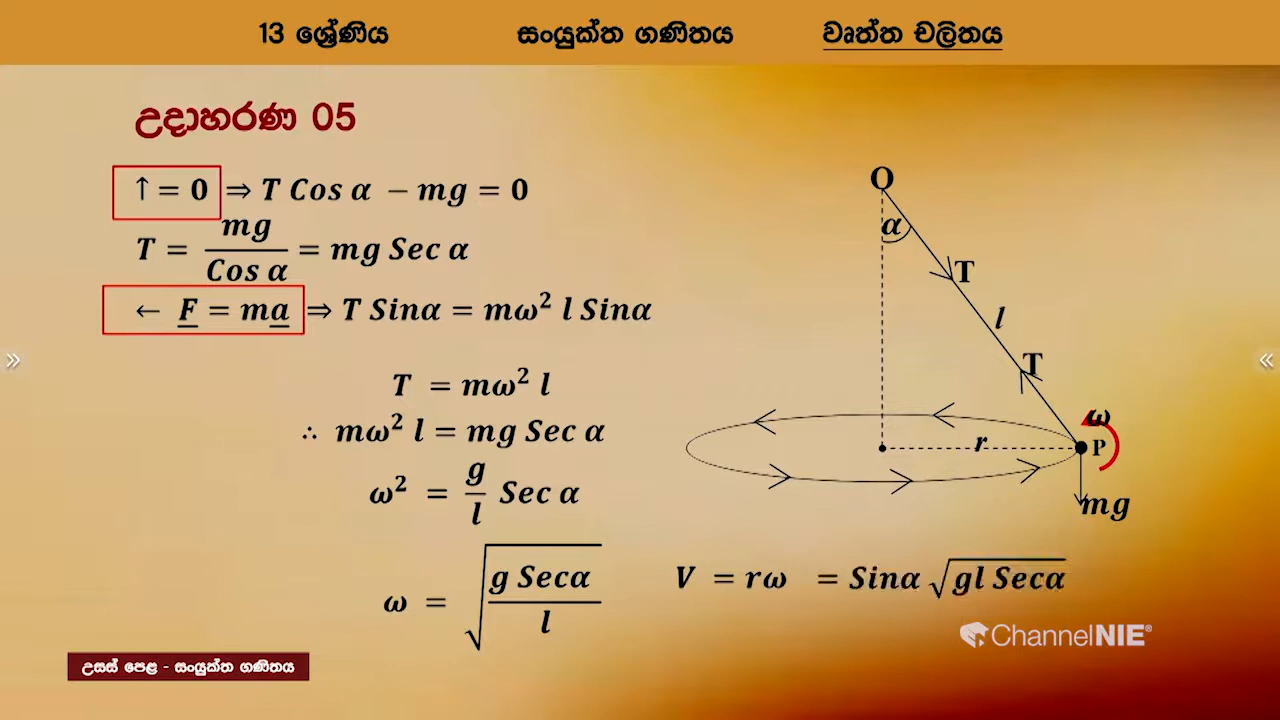 13 ශ්‍රේණිය සංයුක්ත ගණිතය වෘත්ත චලිතය
උදාහරණ 05
↑ = 0 ⇒ T Cos α − mg = 0
T = mg / Cos α = mg Sec α
← F = ma ⇒ T Sinα = mω² l Sinα
T = mω² l
∴ mω² l = mg Sec α
ω² = g / l Sec α
ω = √(g Secα / l)
V = rω = Sinα √(gl Secα)
O
α
T
l
T
ω
r
P
mg
ChannelNIE®
උසස් පෙළ - සංයුක්ත ගණිතය